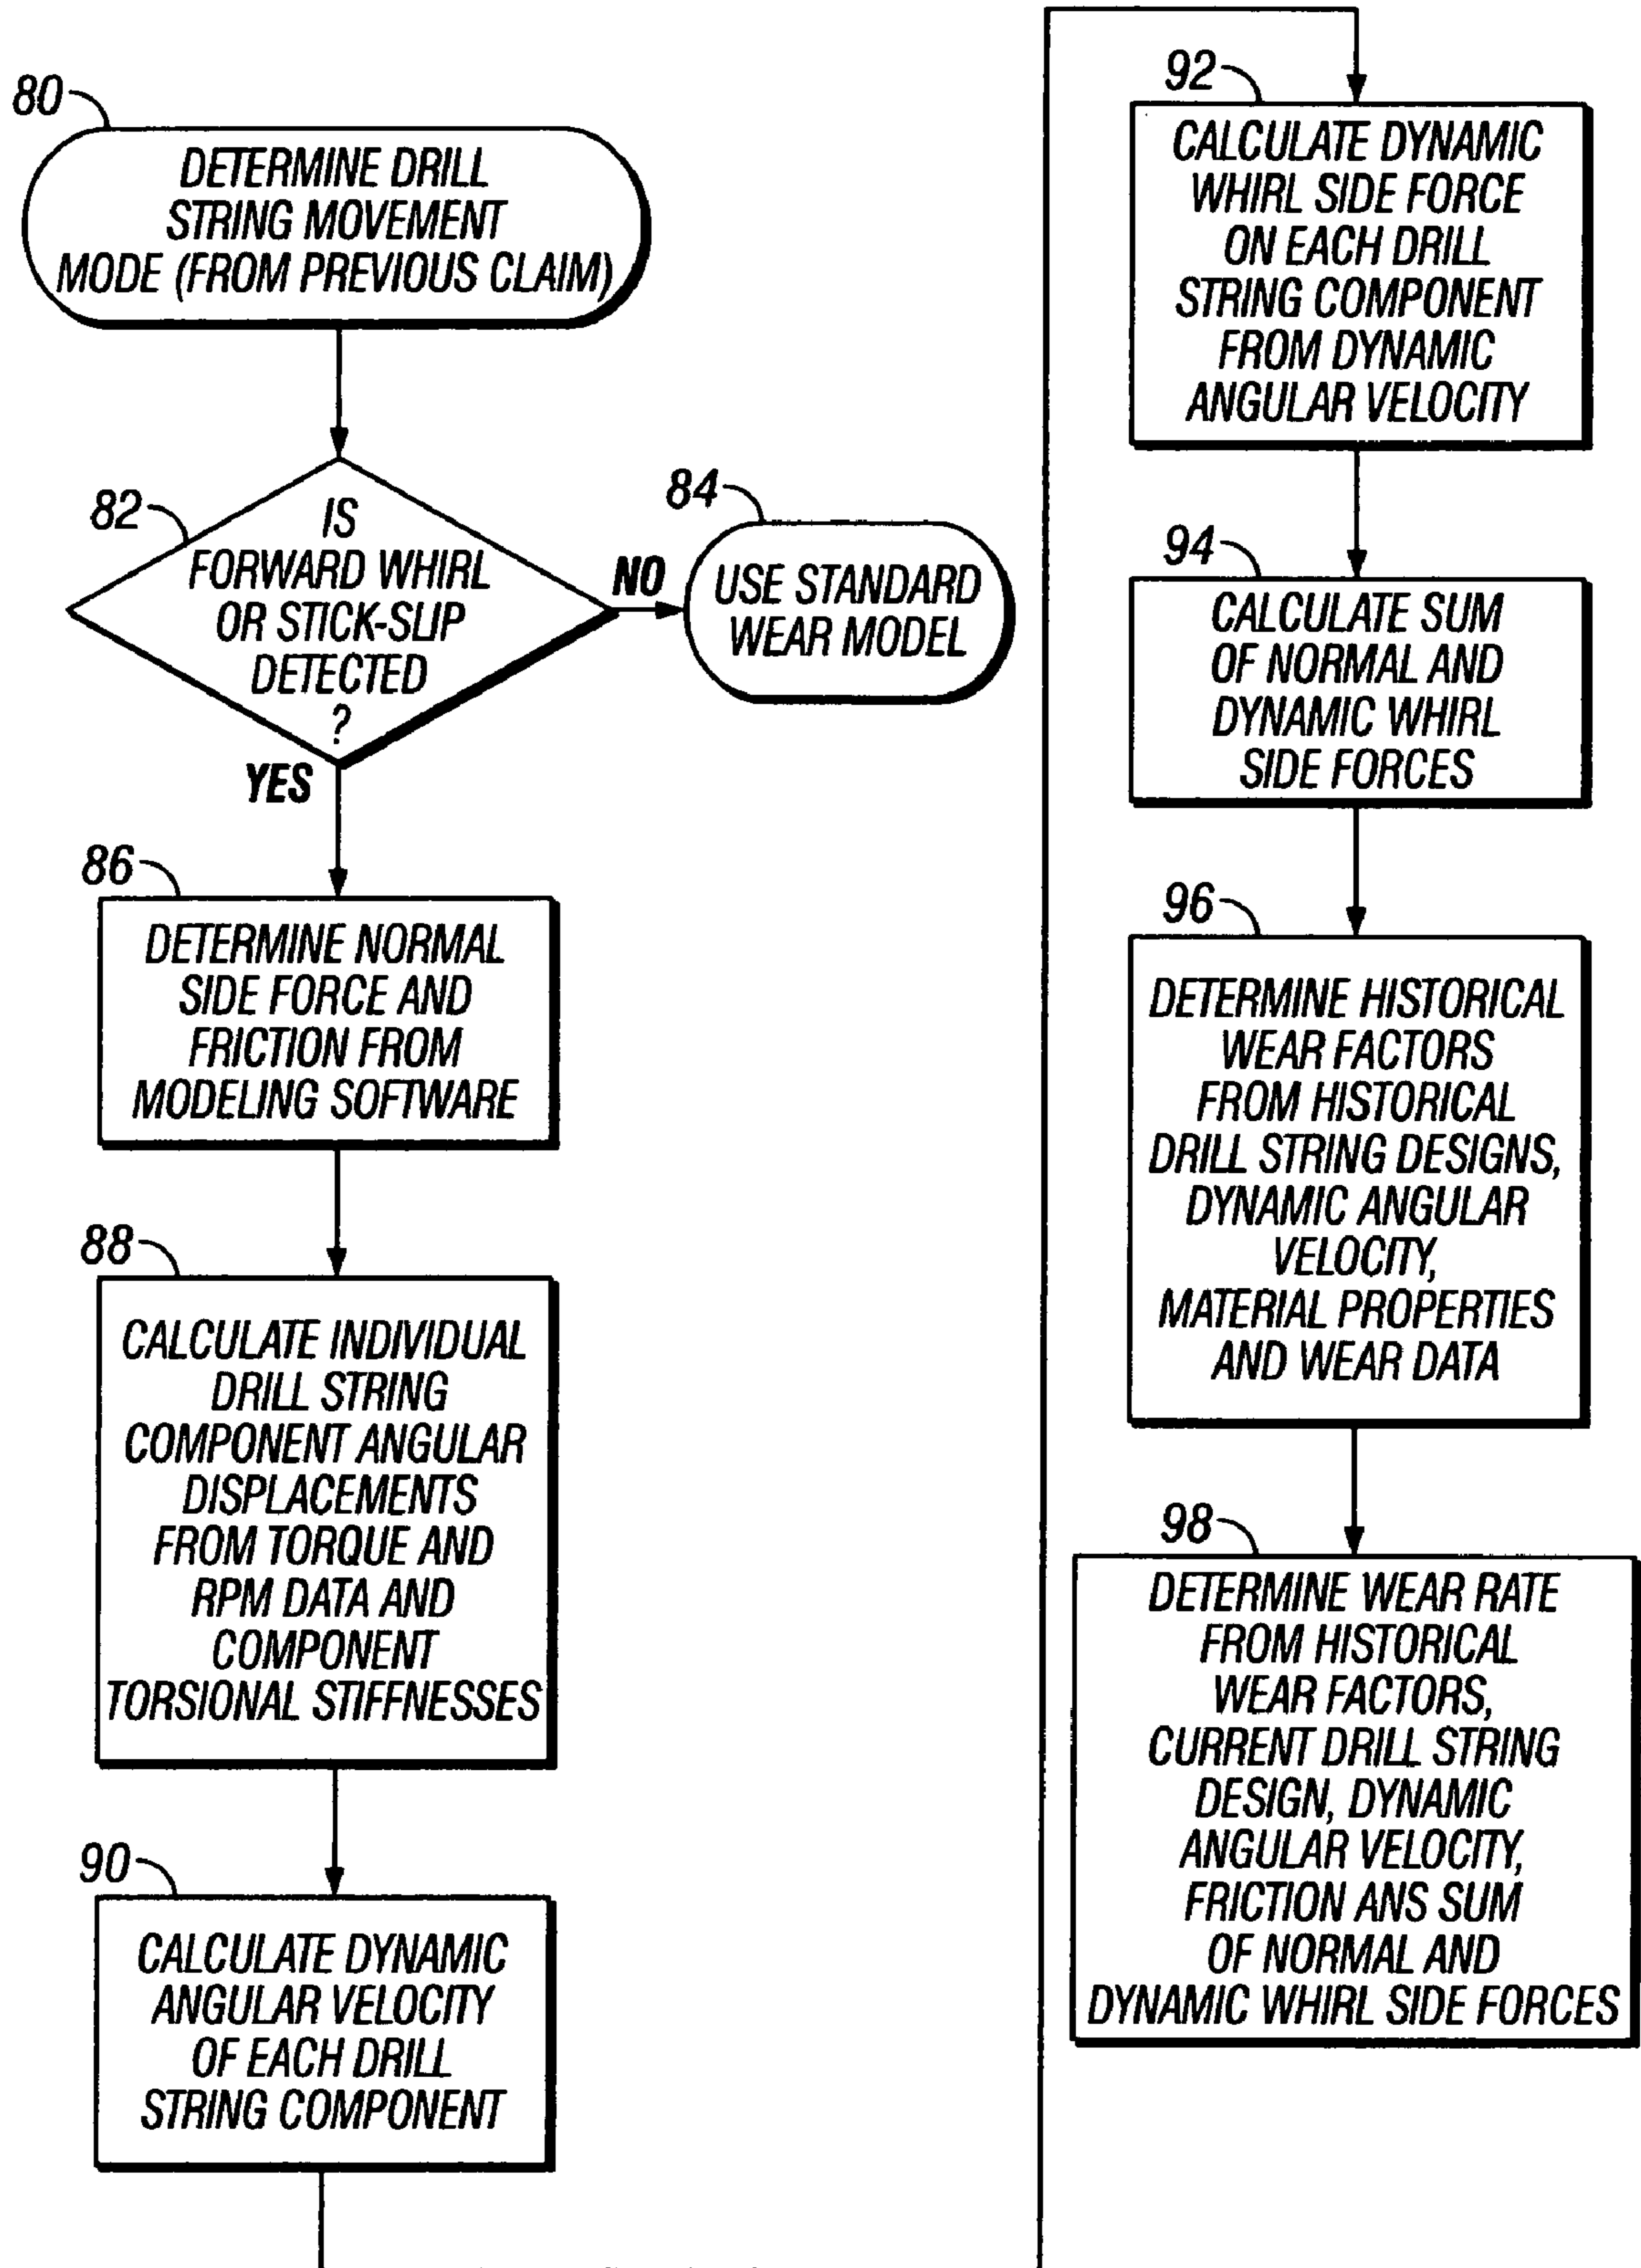 80
DETERMINE DRILL
STRING MOVEMENT
MODE (FROM PREVIOUS CLAIM)
82
IS
FORWARD WHIRL
OR STICK-SLIP
DETECTED
?
NO
84
USE STANDARD
WEAR MODEL
YES
86
DETERMINE NORMAL
SIDE FORCE AND
FRICTION FROM
MODELING SOFTWARE
88
CALCULATE INDIVIDUAL
DRILL STRING
COMPONENT ANGULAR
DISPLACEMENTS
FROM TORQUE AND
RPM DATA AND
COMPONENT
TORSIONAL STIFFNESSES
90
CALCULATE DYNAMIC
ANGULAR VELOCITY
OF EACH DRILL
STRING COMPONENT
92
CALCULATE DYNAMIC
WHIRL SIDE FORCE
ON EACH DRILL
STRING COMPONENT
FROM DYNAMIC
ANGULAR VELOCITY
94
CALCULATE SUM
OF NORMAL AND
DYNAMIC WHIRL
SIDE FORCES
96
DETERMINE HISTORICAL
WEAR FACTORS
FROM HISTORICAL
DRILL STRING DESIGNS,
DYNAMIC ANGULAR
VELOCITY,
MATERIAL PROPERTIES
AND WEAR DATA
98
DETERMINE WEAR RATE
FROM HISTORICAL
WEAR FACTORS,
CURRENT DRILL STRING
DESIGN, DYNAMIC
ANGULAR VELOCITY,
FRICTION ANS SUM
OF NORMAL AND
DYNAMIC WHIRL SIDE FORCES